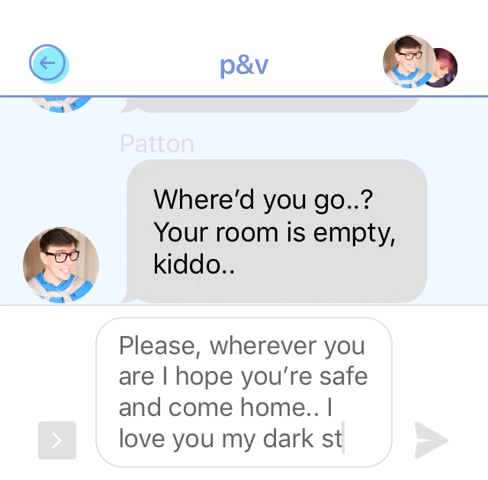 p&v
Patton
Where’d you go..?
Your room is empty,
kiddo..
Please, wherever you
are I hope you’re safe
and come home.. I
love you my dark st